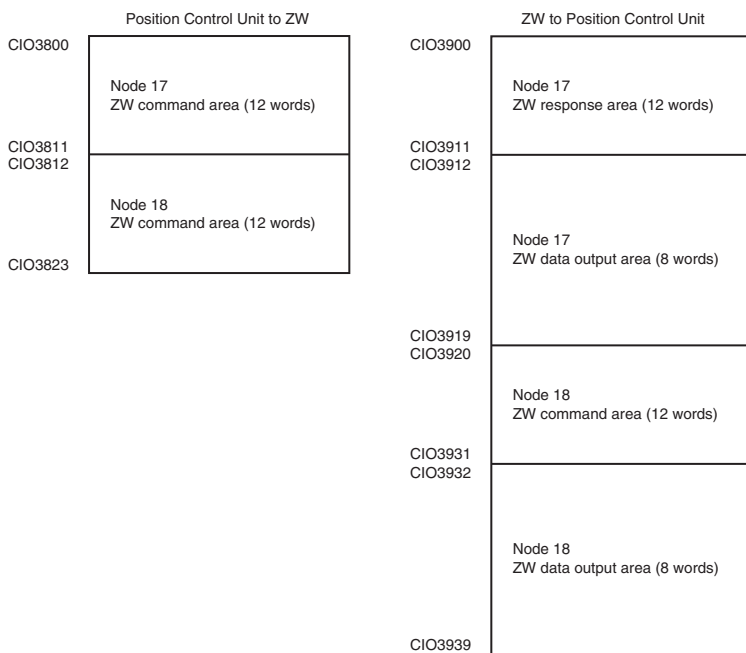 Position Control Unit to ZW
CIO3800
Node 17
ZW command area (12 words)
CIO3811
CIO3812
Node 18
ZW command area (12 words)
CIO3823
ZW to Position Control Unit
CIO3900
Node 17
ZW response area (12 words)
CIO3911
CIO3912
Node 17
ZW data output area (8 words)
CIO3919
CIO3920
Node 18
ZW command area (12 words)
CIO3931
CIO3932
Node 18
ZW data output area (8 words)
CIO3939